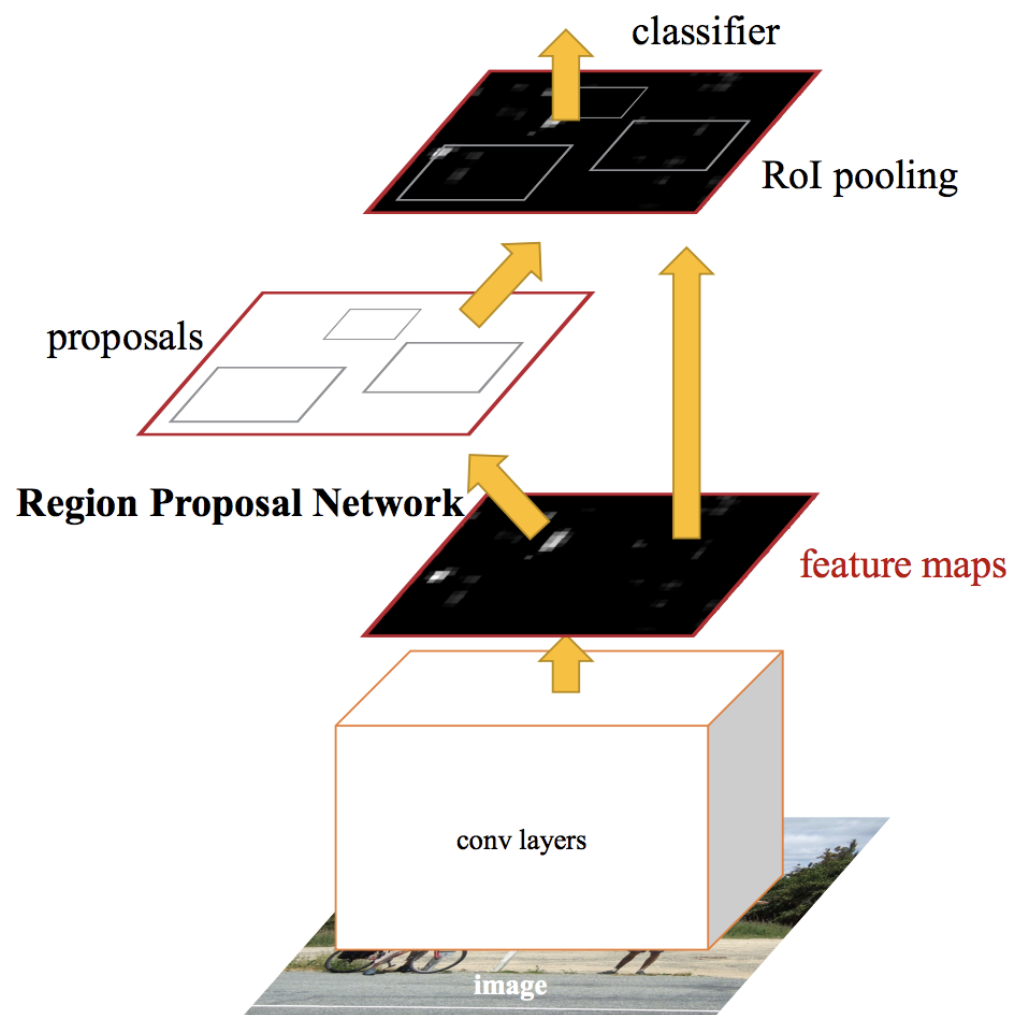 classifier
RoI pooling
proposals
Region Proposal Network
feature maps
conv layers
image